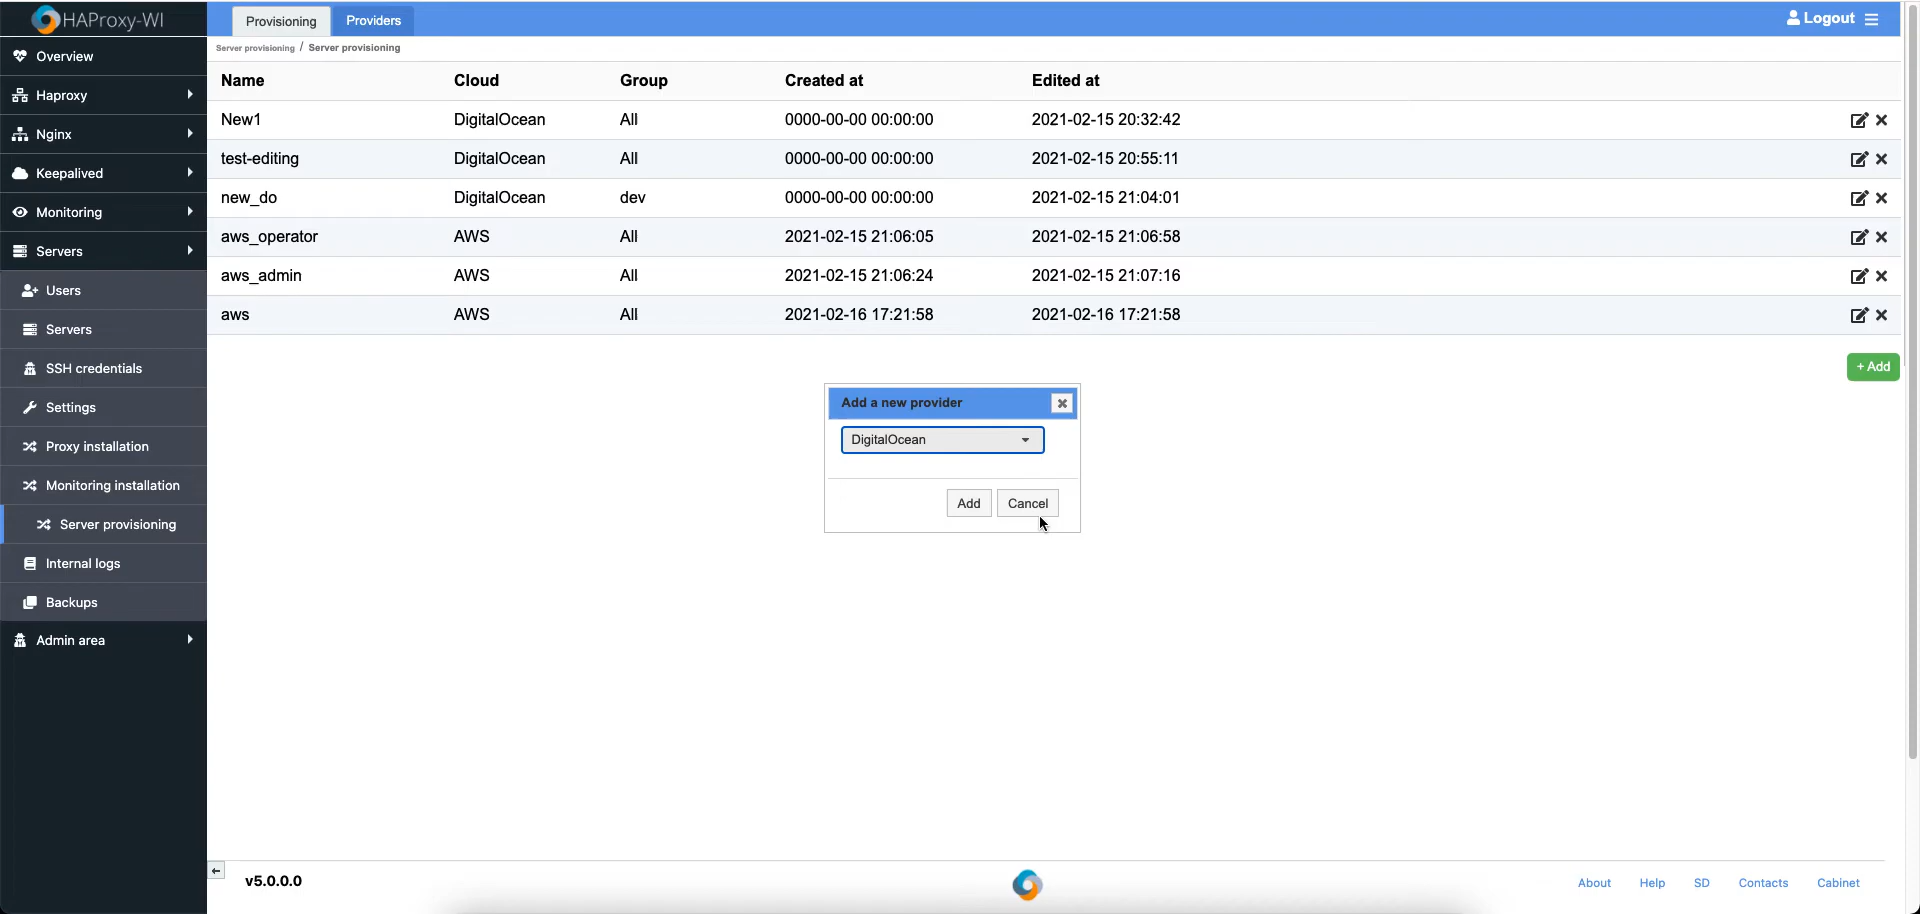 HAProxy-WI
Provisioning Providers Logout
Server provisioning / Server provisioning
Overview
Haproxy
Nginx
Keepalived
Monitoring
Servers
Users
Servers
SSH credentials
Settings
Proxy installation
Monitoring installation
Server provisioning
Internal logs
Backups
Admin area
Name Cloud Group Created at Edited at
New1 DigitalOcean All 0000-00-00 00:00:00 2021-02-15 20:32:42
test-editing DigitalOcean All 0000-00-00 00:00:00 2021-02-15 20:55:11
new_do DigitalOcean dev 0000-00-00 00:00:00 2021-02-15 21:04:01
aws_operator AWS All 2021-02-15 21:06:05 2021-02-15 21:06:58
aws_admin AWS All 2021-02-15 21:06:24 2021-02-15 21:07:16
aws AWS All 2021-02-16 17:21:58 2021-02-16 17:21:58
+ Add
Add a new provider
DigitalOcean
Add Cancel
v5.0.0.0
About Help SD Contacts Cabinet